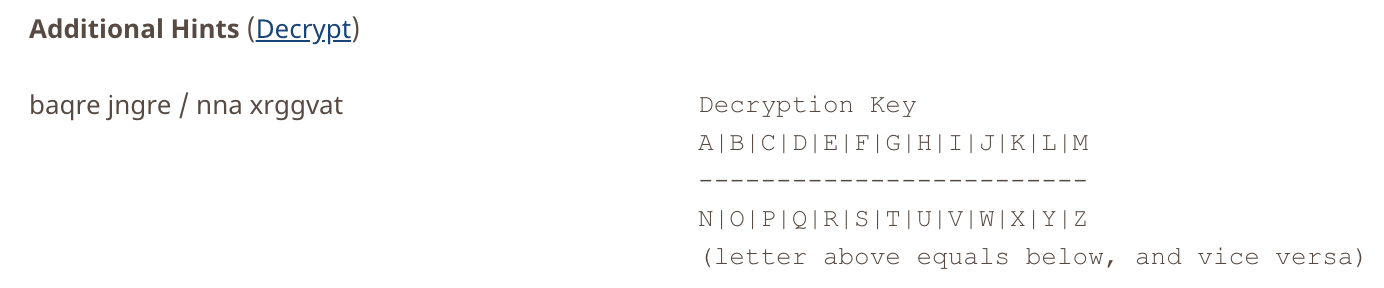 Additional Hints (Decrypt)
baqre jngre / nna xrggvat
Decryption Key
A|B|C|D|E|F|G|H|I|J|K|L|M
-------------------------
N|O|P|Q|R|S|T|U|V|W|X|Y|Z
(letter above equals below, and vice versa)